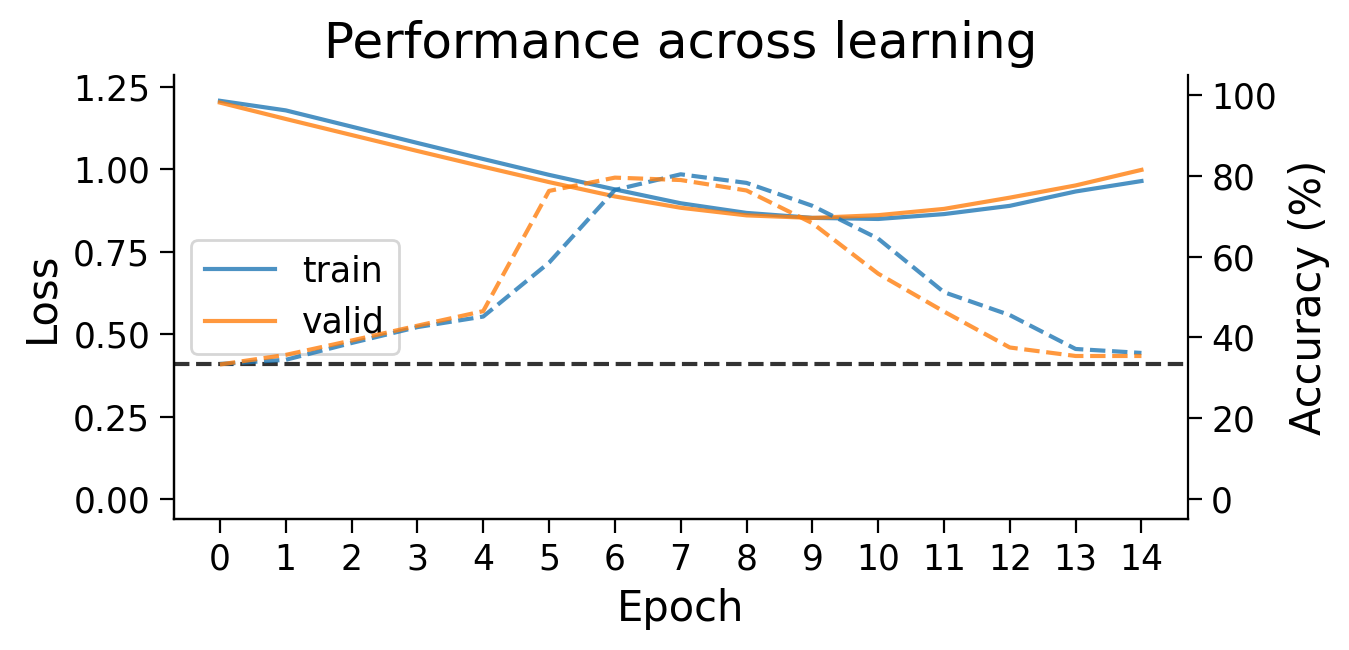 Performance across learning
1.25
1.00
0.75
0.50
0.25
0.00
Loss
train
valid
100
80
60
40
20
0
Accuracy (%)
0 1 2 3 4 5 6 7 8 9 10 11 12 13 14
Epoch